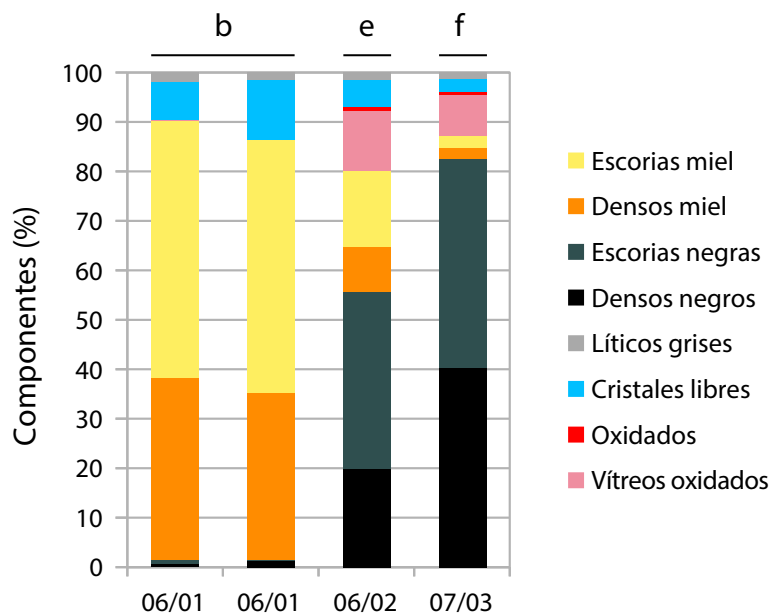 b e f
Componentes (%)
100
90
80
70
60
50
40
30
20
10
0
06/01 06/01 06/02 07/03
Escorias miel
Densos miel
Escorias negras
Densos negros
Líticos grises
Cristales libres
Oxidados
Vítreos oxidados